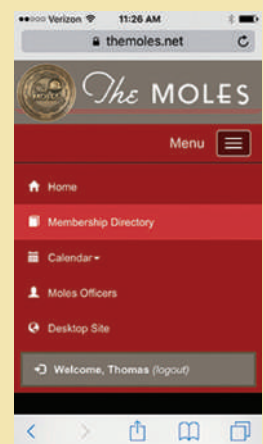 Verizon 11:26 AM
themoles.net
The MOLES
Menu
Home
Membership Directory
Calendar
Moles Officers
Desktop Site
Welcome, Thomas (logout)